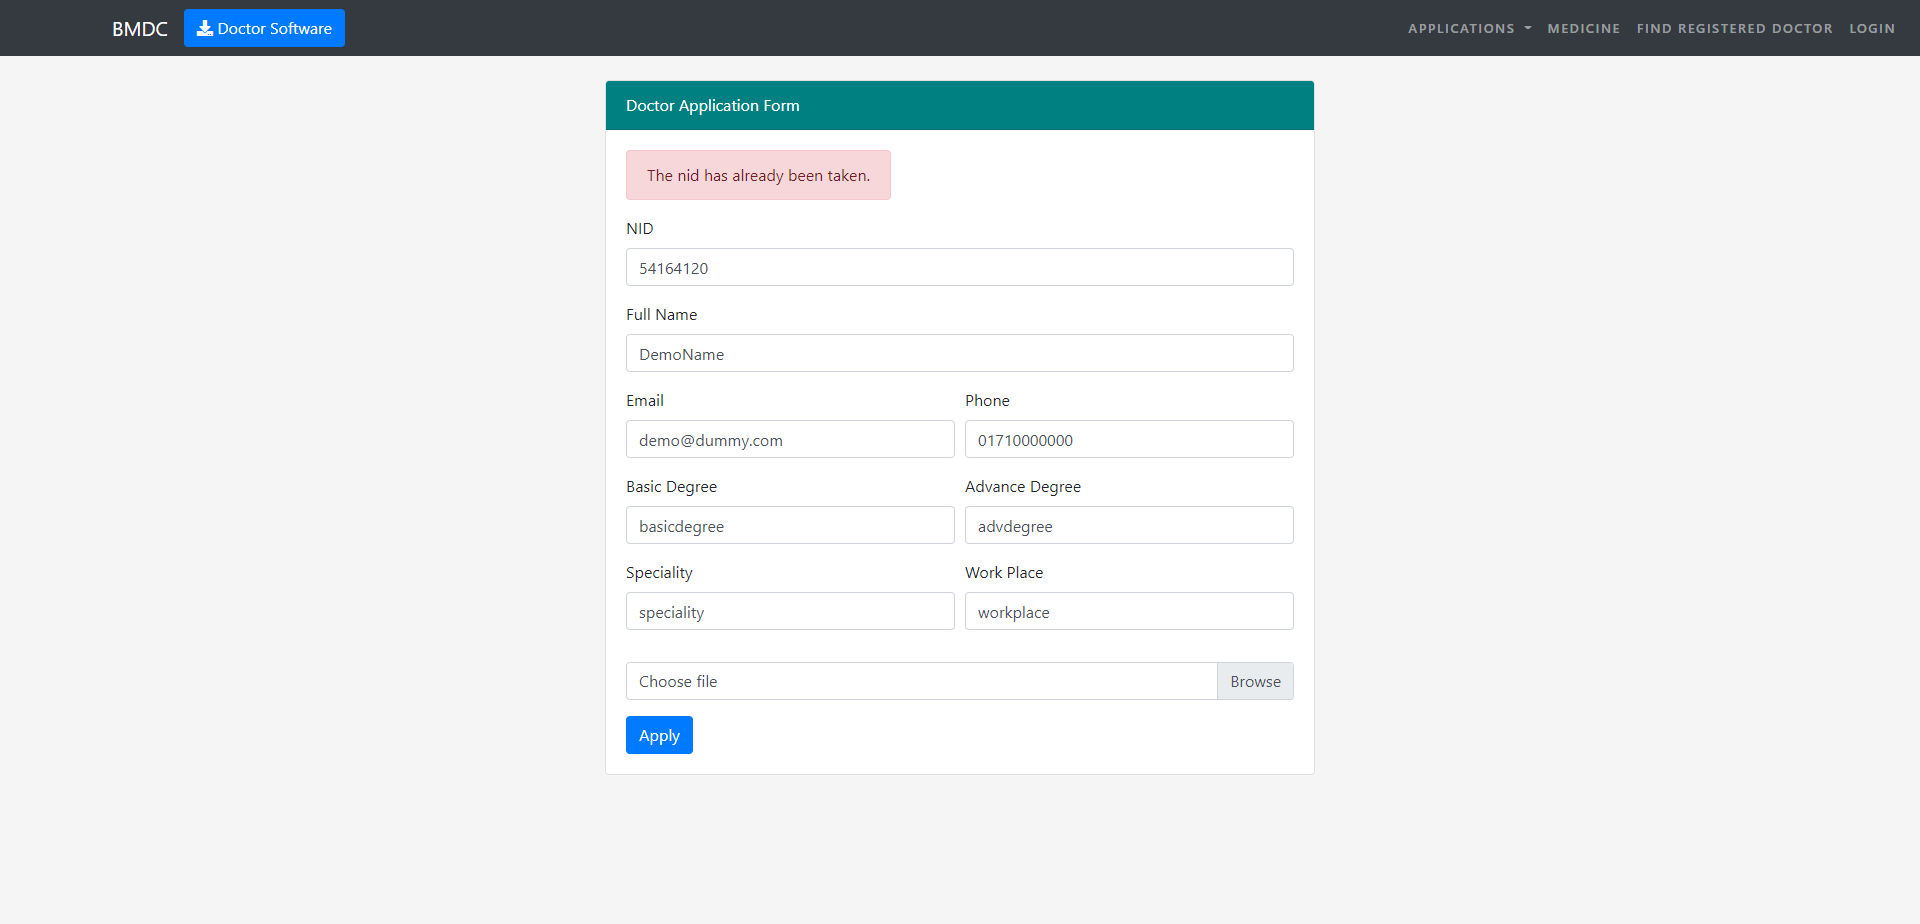 BMDC Doctor Software APPLICATIONS MEDICINE FIND REGISTERED DOCTOR LOGIN
Doctor Application Form
The nid has already been taken.
NID
54164120
Full Name
DemoName
Email Phone
demo@dummy.com 01710000000
Basic Degree Advance Degree
basicdegree advdegree
Speciality Work Place
speciality workplace
Choose file Browse
Apply